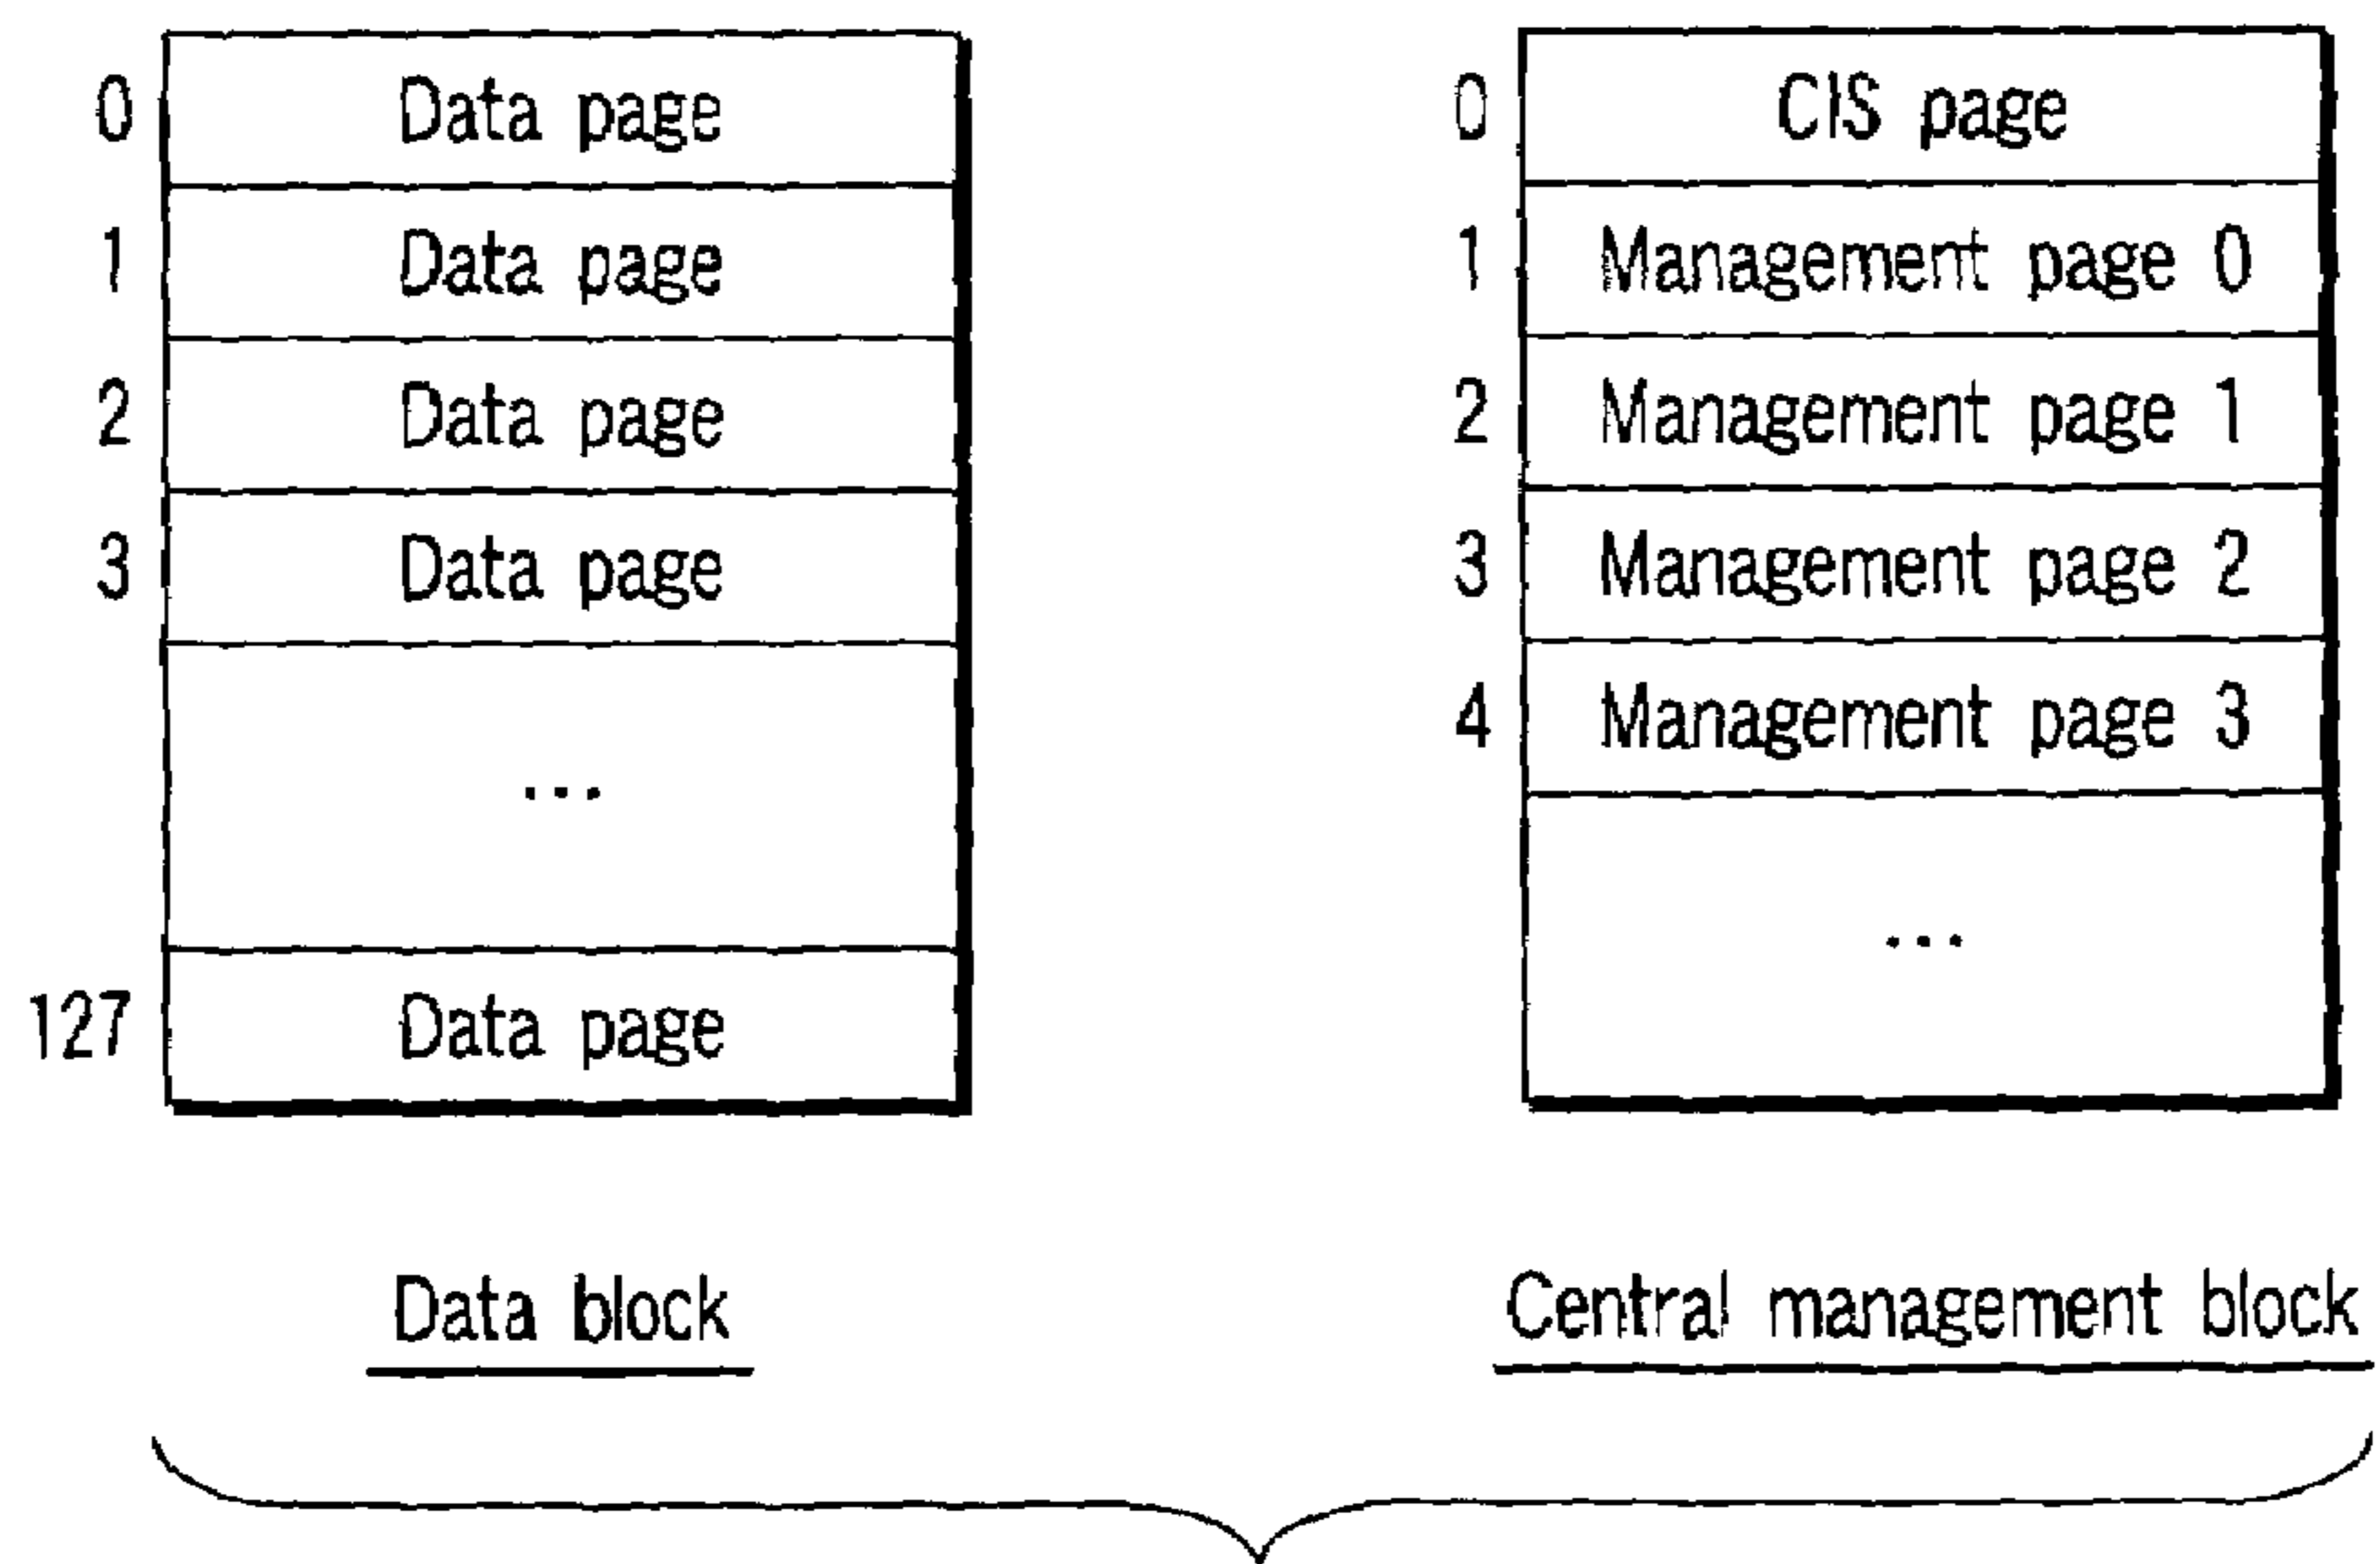 0 Data page
1 Data page
2 Data page
3 Data page
...
127 Data page
Data block
0 CIS page
1 Management page 0
2 Management page 1
3 Management page 2
4 Management page 3
...
Central management block